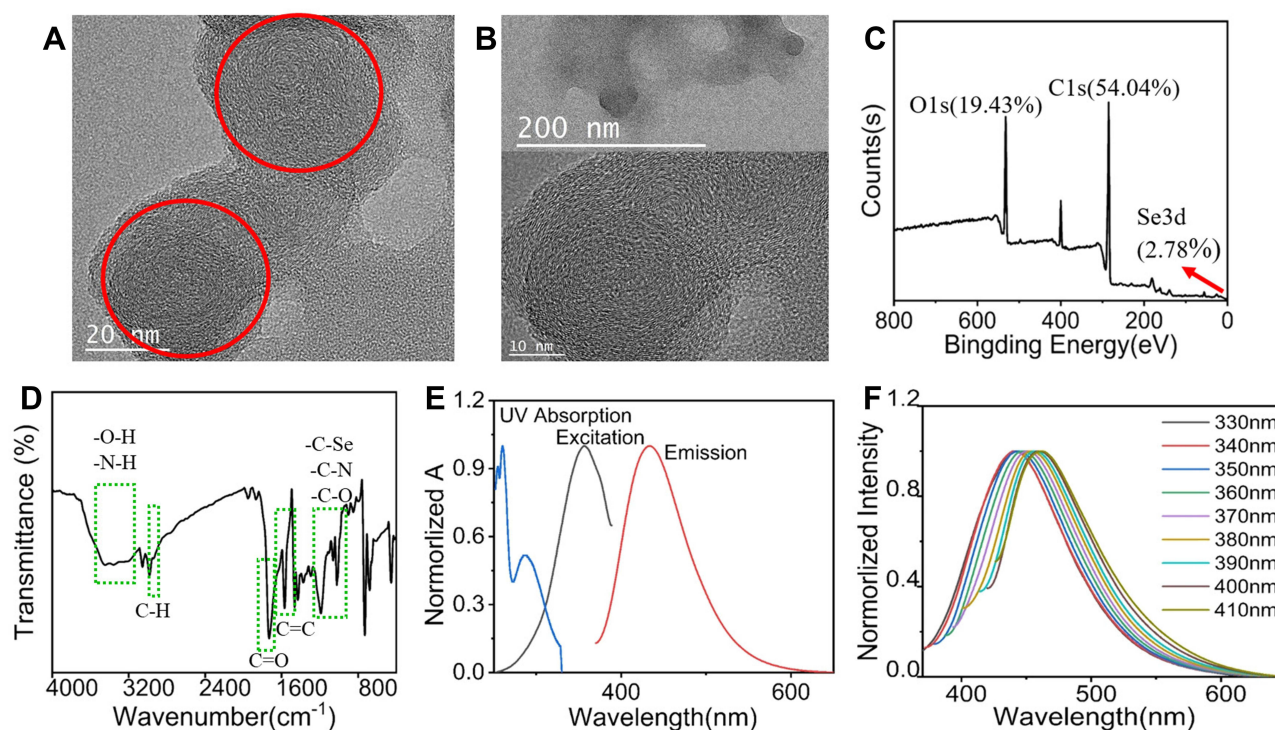 A
20 nm
B
200 nm
10 nm
C
O1s(19.43%)
C1s(54.04%)
Se3d
(2.78%)
Counts(s)
800 600 400 200 0
Bingding Energy(eV)
D
-O-H
-N-H
-C-Se
-C-N
-C-O
C-H
C=C
C=O
Transmittance (%)
4000 3200 2400 1600 800
Wavenumber(cm-1)
E
UV Absorption
Excitation
Emission
Normorlized A
1.2
0.9
0.6
0.3
0.0
400 600
Wavelength(nm)
F
Normorlized Intensity
1.2
0.8
0.4
0.0
330nm
340nm
350nm
360nm
370nm
380nm
390nm
400nm
410nm
400 500 600
Wavelength(nm)